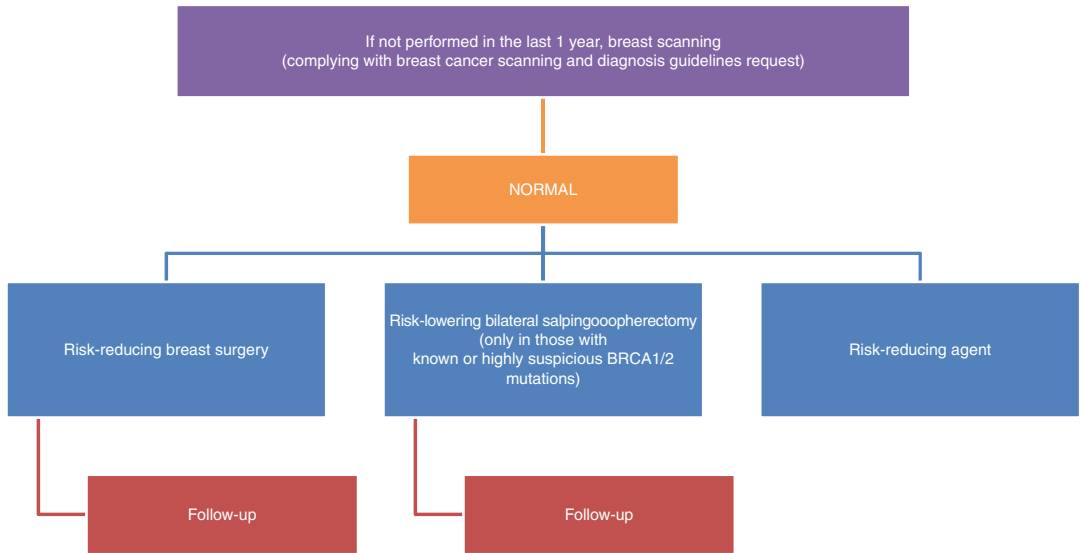 If not performed in the last 1 year, breast scanning
(complying with breast cancer scanning and diagnosis guidelines request)
NORMAL
Risk-reducing breast surgery
Risk-lowering bilateral salpingooopherectomy
(only in those with
known or highly suspicious BRCA1/2
mutations)
Risk-reducing agent
Follow-up
Follow-up